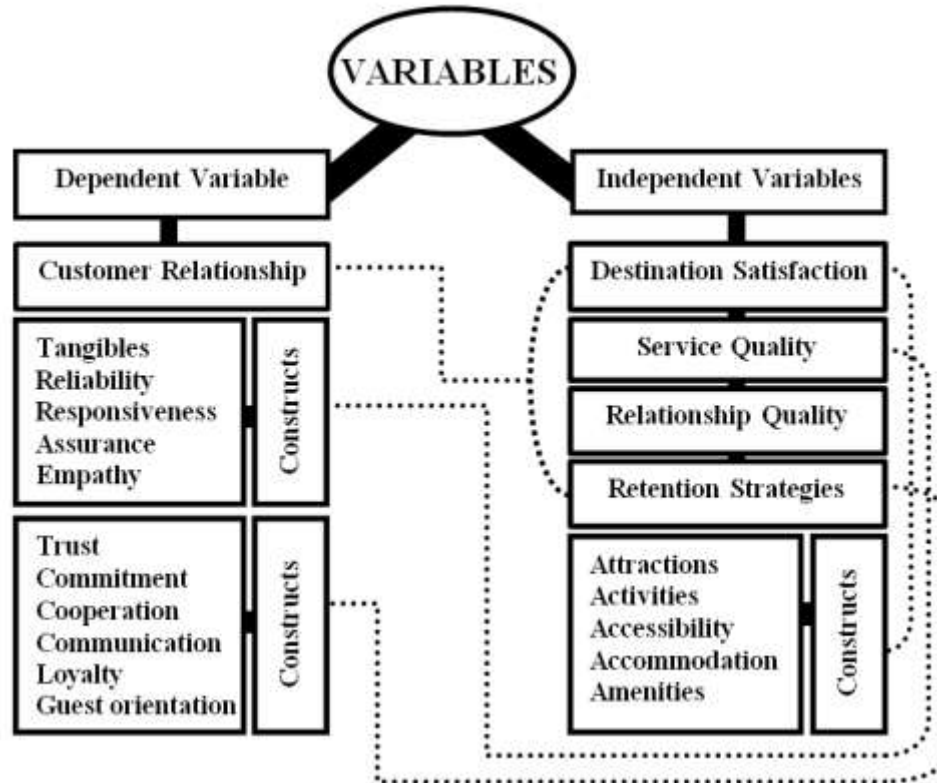 VARIABLES
Dependent Variable
Customer Relationship
Tangibles
Reliability
Responsiveness
Assurance
Empathy
Constructs
Trust
Commitment
Cooperation
Communication
Loyalty
Guest orientation
Constructs
Independent Variables
Destination Satisfaction
Service Quality
Relationship Quality
Retention Strategies
Attractions
Activities
Accessibility
Accommodation
Amenities
Constructs